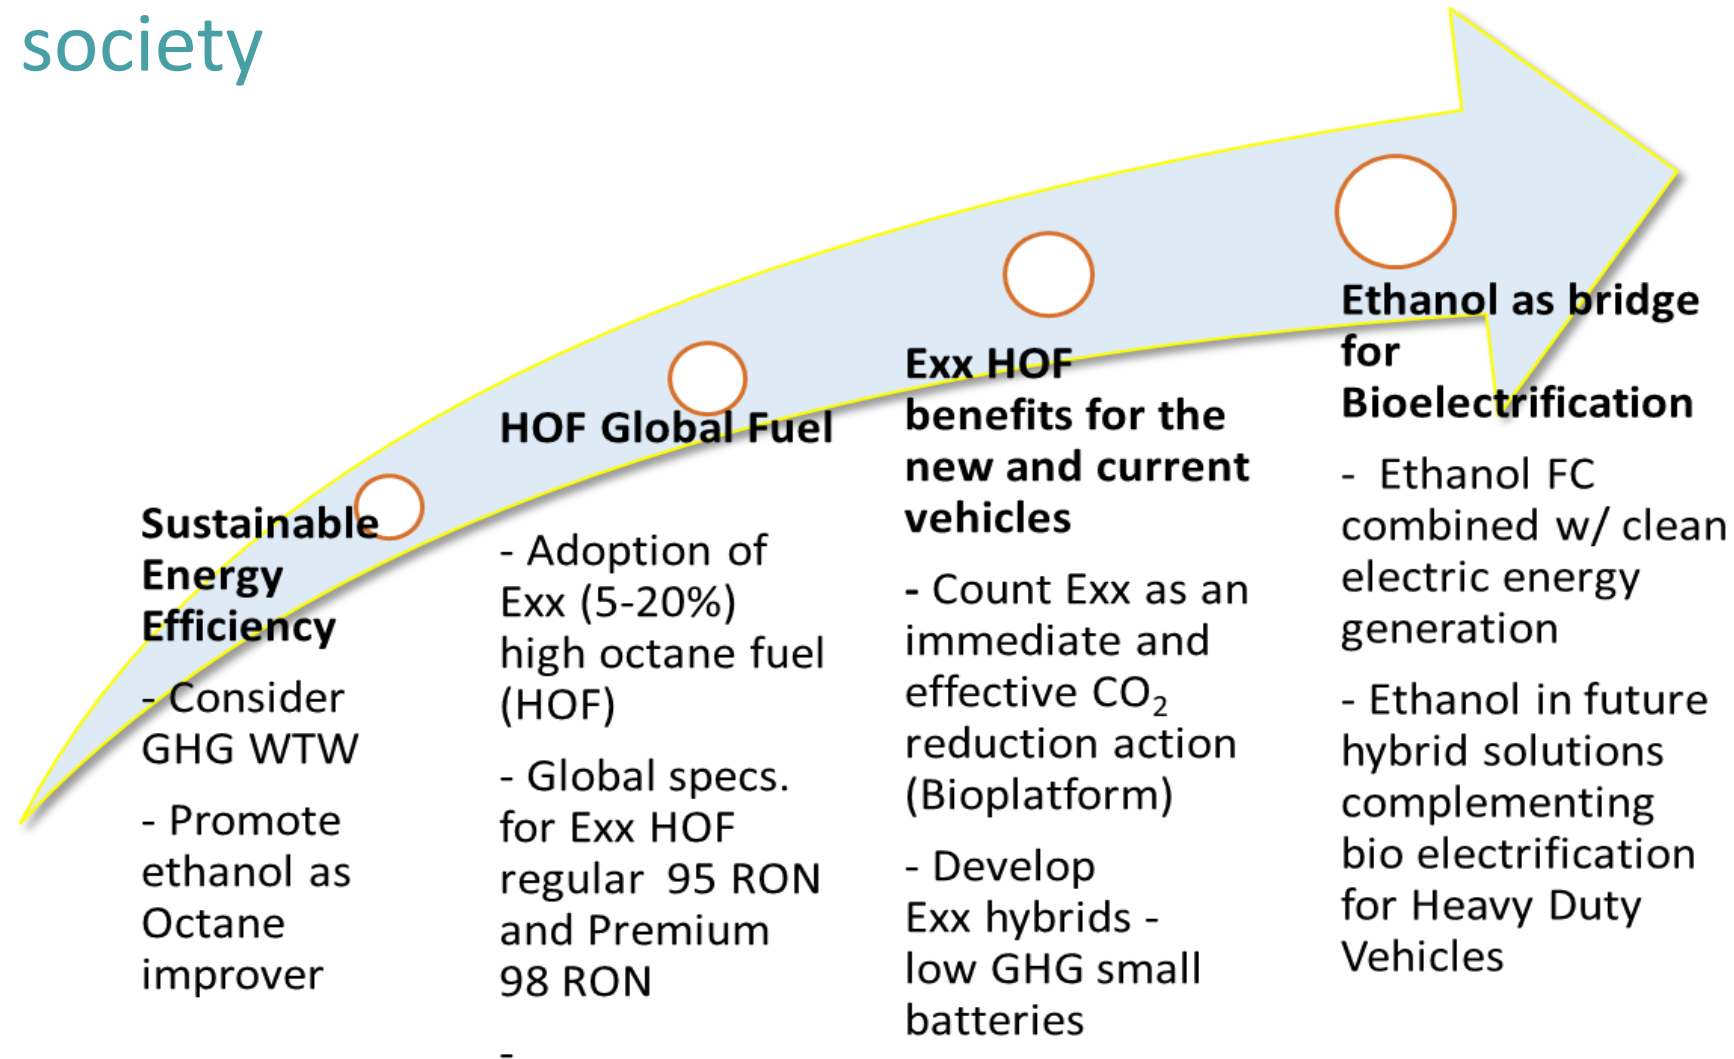 society
Sustainable
Energy
Efficiency
- Consider
GHG WTW
- Promote
ethanol as
Octane
improver
HOF Global Fuel
- Adoption of
Exx (5-20%)
high octane fuel
(HOF)
- Global specs.
for Exx HOF
regular 95 RON
and Premium
98 RON
-
Exx HOF
benefits for the
new and current
vehicles
- Count Exx as an
immediate and
effective CO₂
reduction action
(Bioplatform)
- Develop
Exx hybrids -
low GHG small
batteries
Ethanol as bridge
for
Bioelectrification
- Ethanol FC
combined w/ clean
electric energy
generation
- Ethanol in future
hybrid solutions
complementing
bio electrification
for Heavy Duty
Vehicles